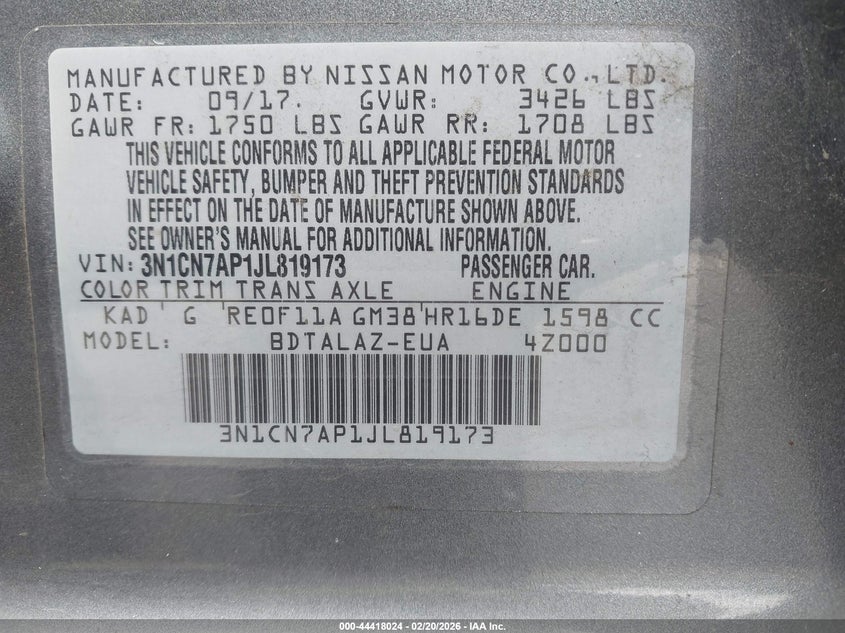 MANUFACTURED BY NISSAN MOTOR CO.,LTD.
DATE: 09/17. GVWR: 3426 LBS
GAWR FR: 1750 LBS GAWR RR: 1708 LBS
THIS VEHICLE CONFORMS TO ALL APPLICABLE FEDERAL MOTOR
VEHICLE SAFETY, BUMPER AND THEFT PREVENTION STANDARDS
IN EFFECT ON THE DATE OF MANUFACTURE SHOWN ABOVE.
SEE OWNER'S MANUAL FOR ADDITIONAL INFORMATION.
VIN: 3N1CN7AP1JL819173 PASSENGER CAR.
COLOR TRIM TRANS AXLE ENGINE
KAD G RE0F11A GM38 HR16DE 1598 CC
MODEL: BDTALAZ-EUA 4Z000
3N1CN7AP1JL819173
000-44418024 | 02/20/2026 - IAA Inc.